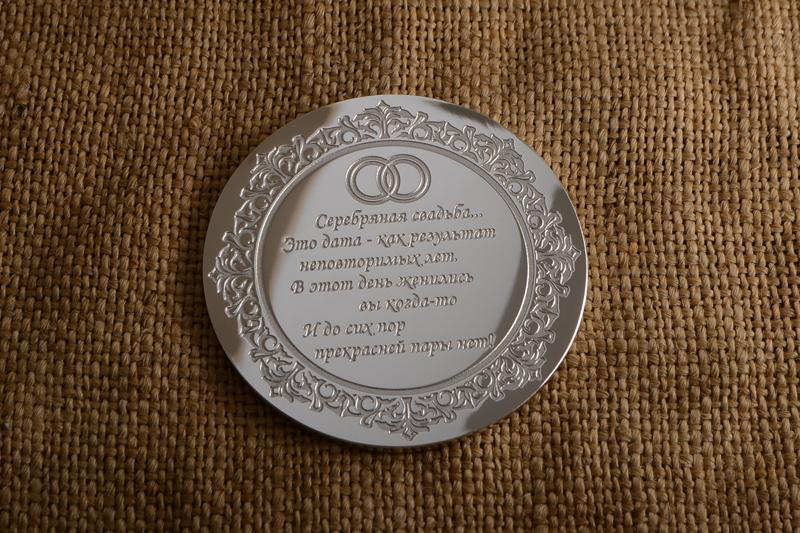 Серебряная свадьба...
Это дата - как результат
неповторимых лет.
В этот день женились
вы когда-то
И до сих пор
прекрасней пары нет!